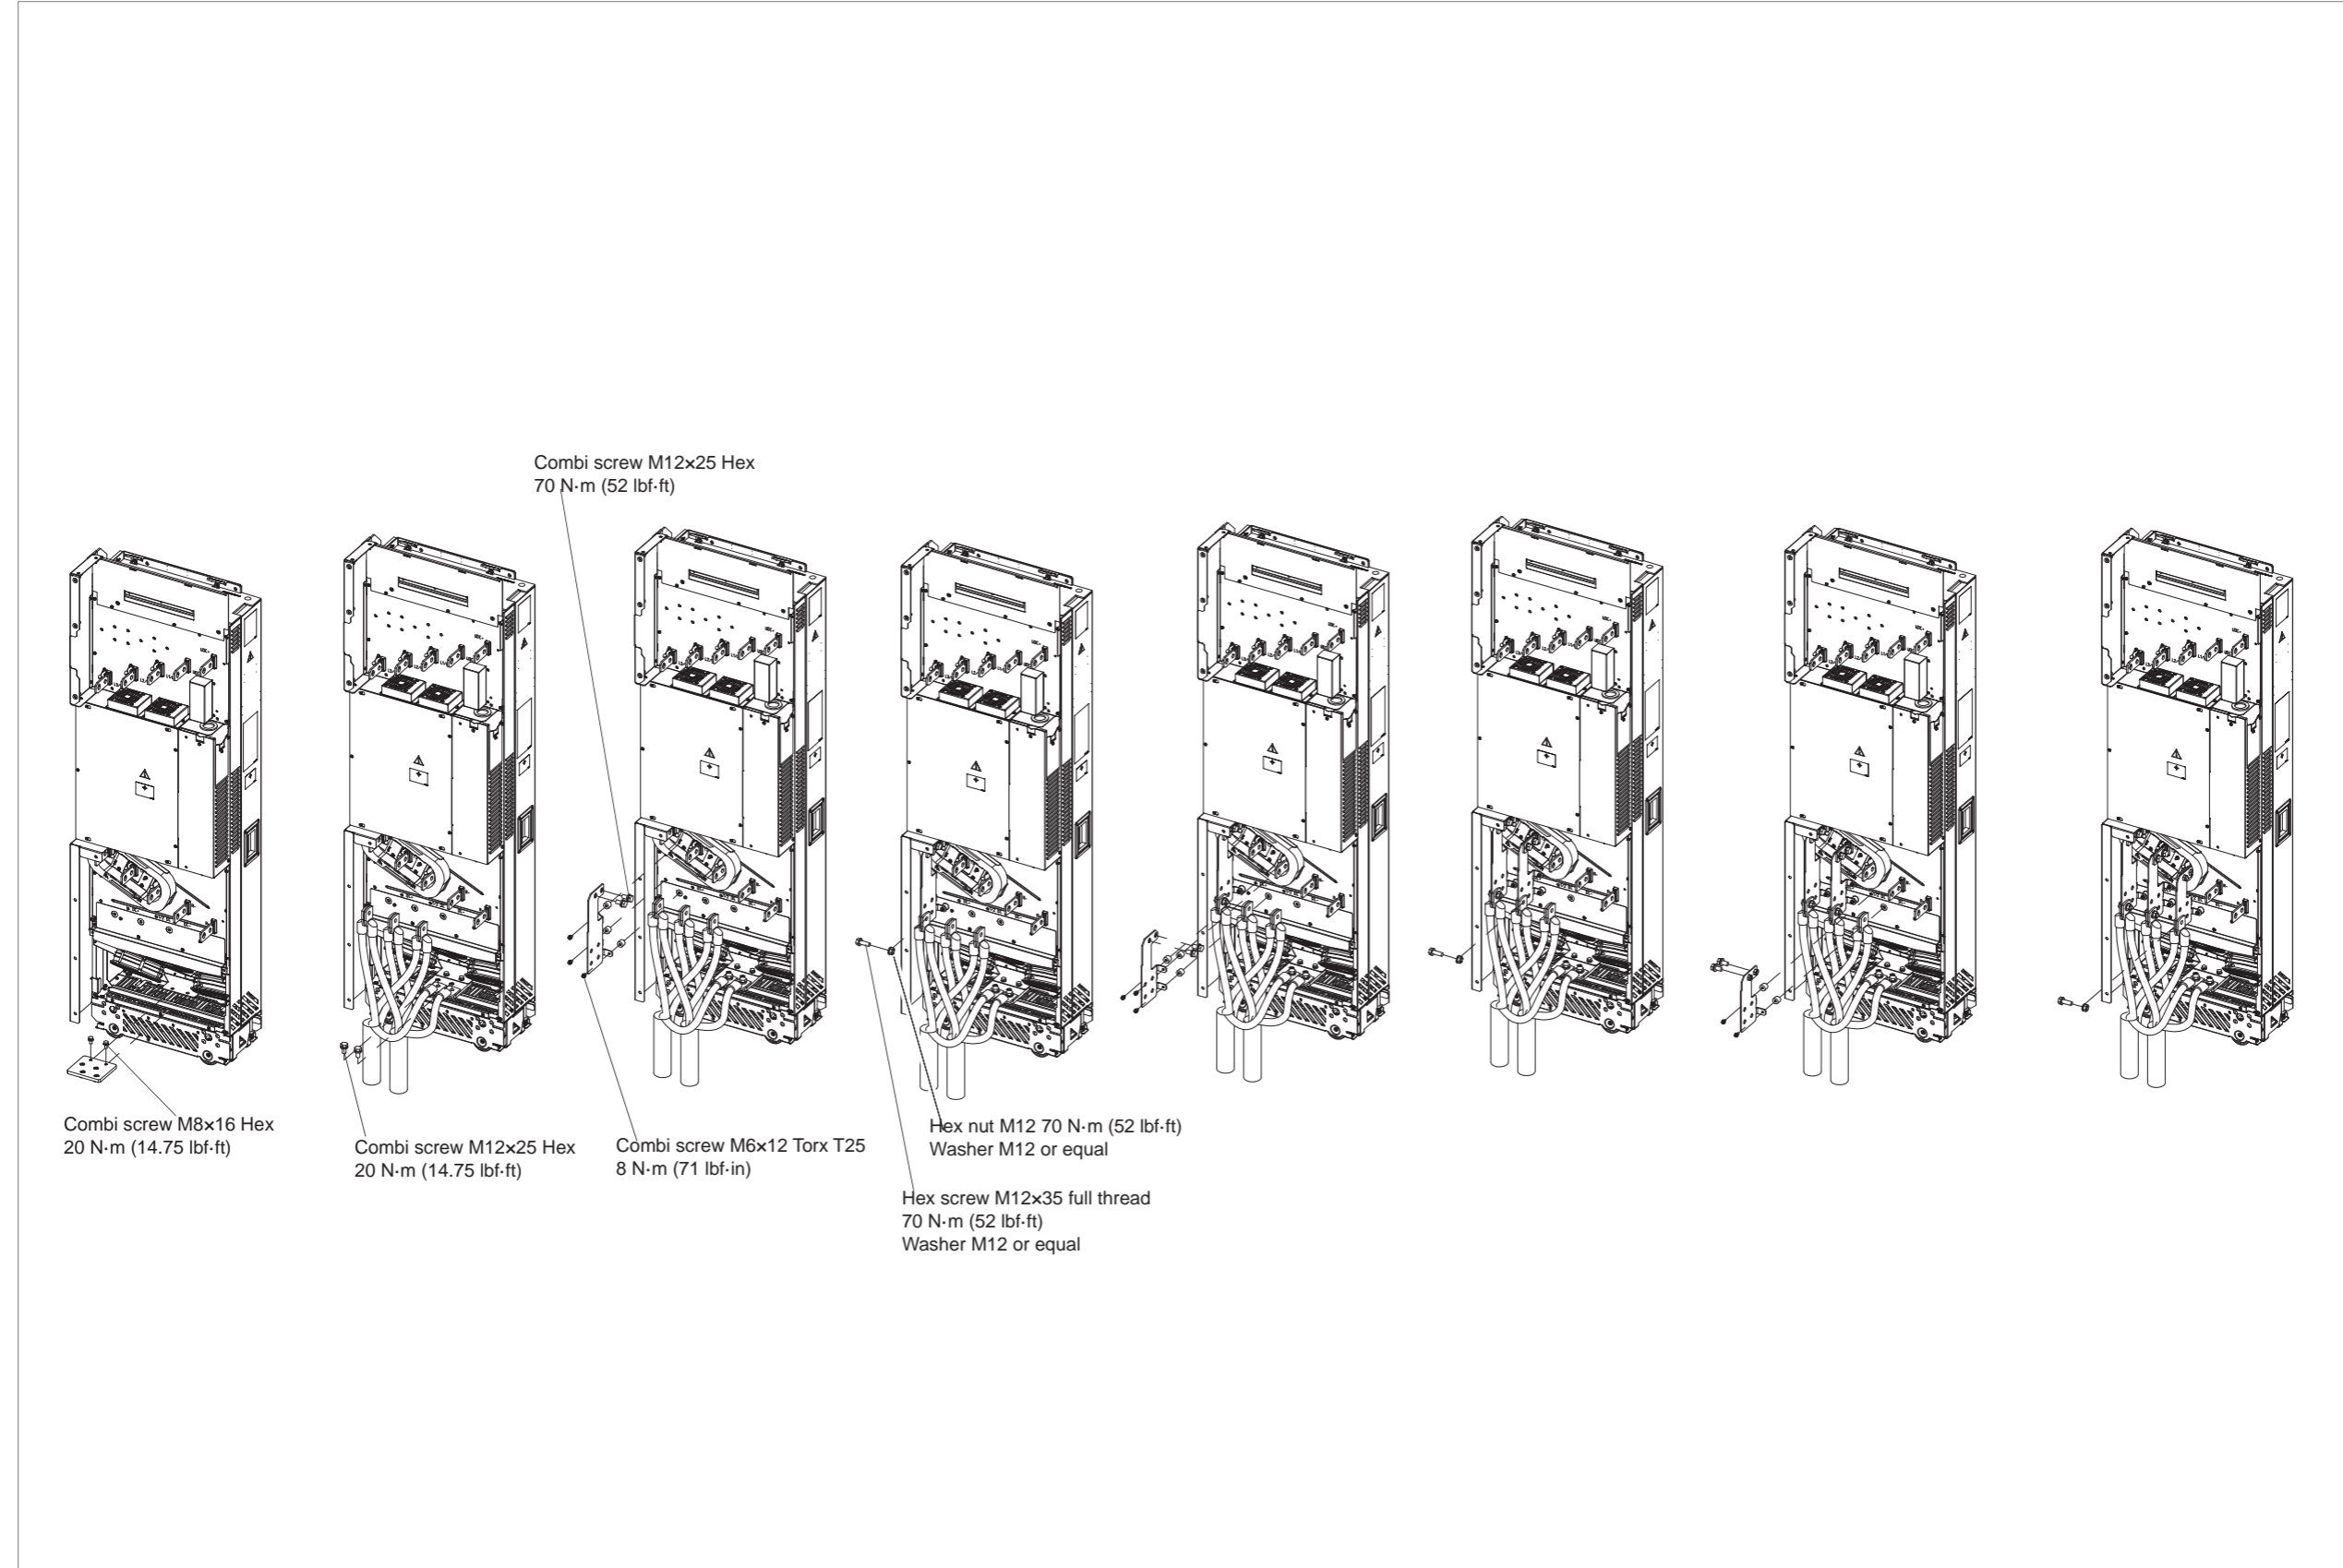 Combi screw M12×25 Hex
70 N·m (52 lbf·ft)
Combi screw M8×16 Hex
20 N·m (14.75 lbf·ft)
Combi screw M12×25 Hex
20 N·m (14.75 lbf·ft)
Combi screw M6×12 Torx T25
8 N·m (71 lbf·in)
Hex nut M12 70 N·m (52 lbf·ft)
Washer M12 or equal
Hex screw M12×35 full thread
70 N·m (52 lbf·ft)
Washer M12 or equal